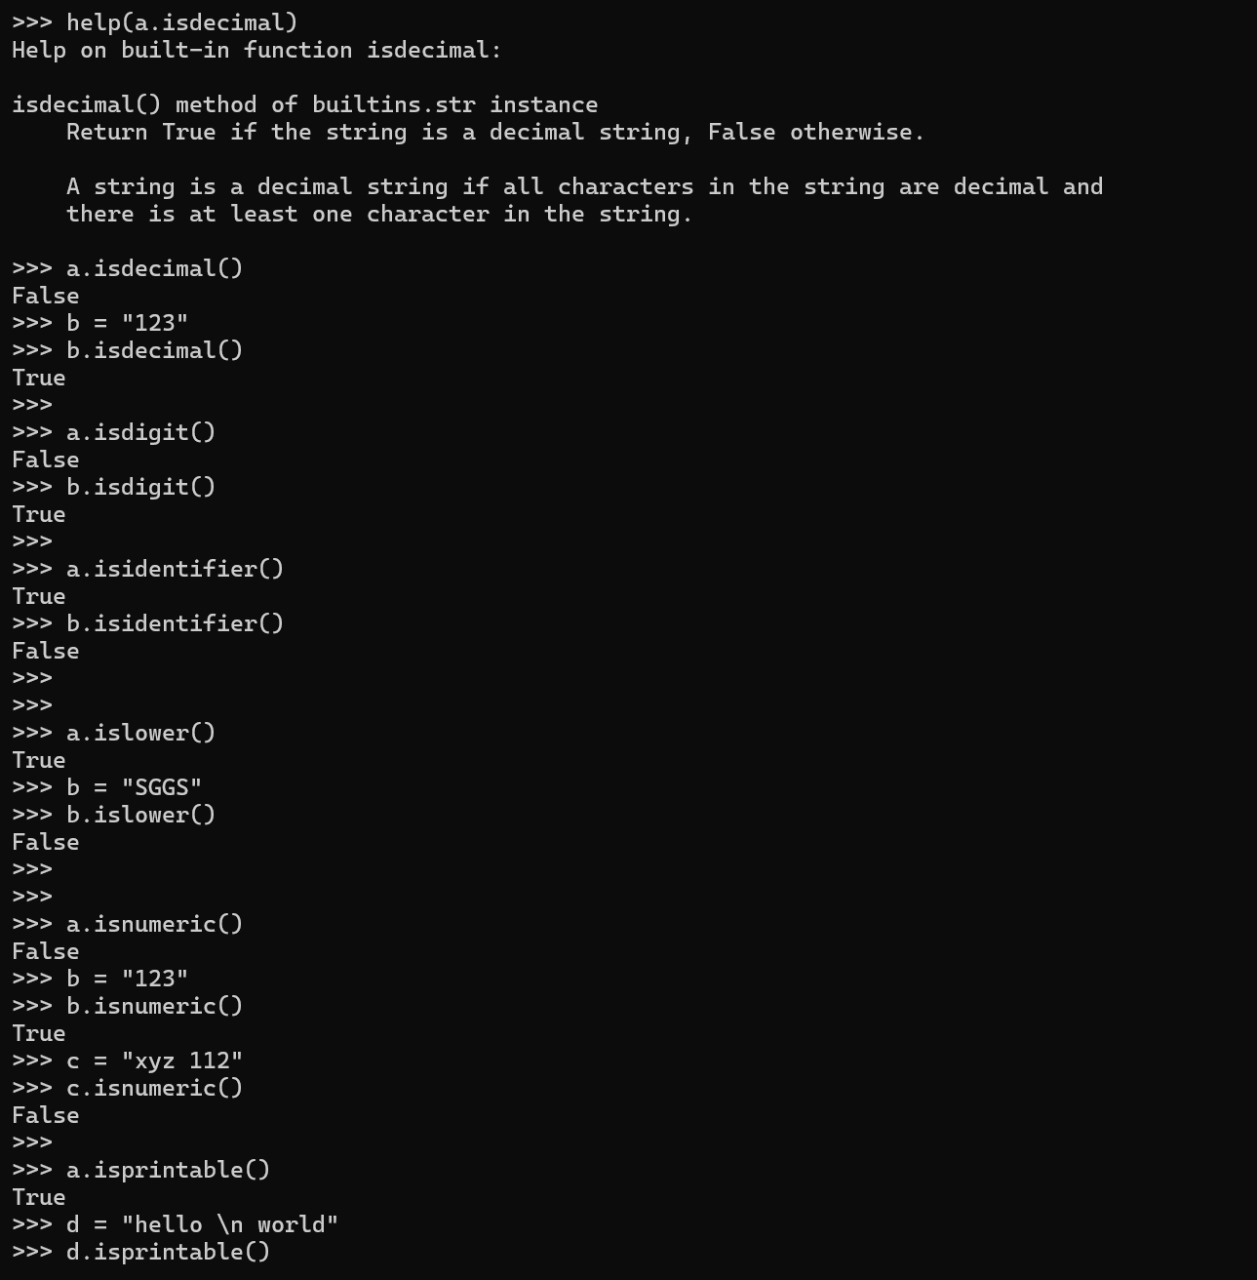 >>> help(a.isdecimal)
Help on built-in function isdecimal:

isdecimal() method of builtins.str instance
    Return True if the string is a decimal string, False otherwise.

    A string is a decimal string if all characters in the string are decimal and
    there is at least one character in the string.

>>> a.isdecimal()
False
>>> b = "123"
>>> b.isdecimal()
True
>>>
>>> a.isdigit()
False
>>> b.isdigit()
True
>>>
>>> a.isidentifier()
True
>>> b.isidentifier()
False
>>>
>>>
>>> a.islower()
True
>>> b = "SGGS"
>>> b.islower()
False
>>>
>>>
>>> a.isnumeric()
False
>>> b = "123"
>>> b.isnumeric()
True
>>> c = "xyz 112"
>>> c.isnumeric()
False
>>>
>>> a.isprintable()
True
>>> d = "hello \n world"
>>> d.isprintable()